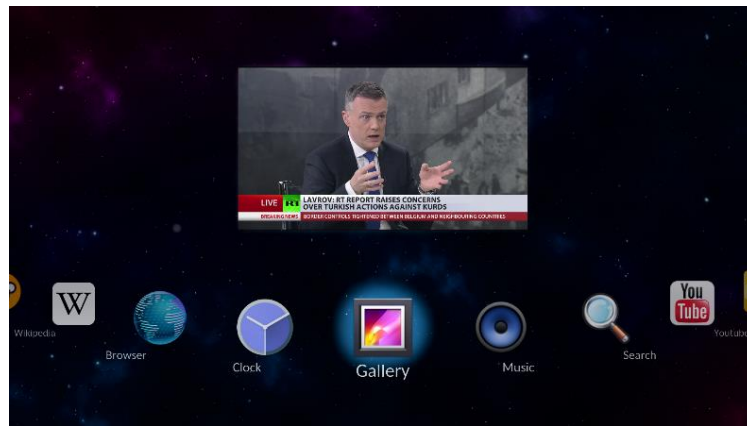 LIVE RT LAVROV: RT REPORT RAISES CONCERNS
OVER TURKISH ACTIONS AGAINST KURDS
BREAKING NEWS BORDER CONTROLS TIGHTENED BETWEEN BELGIUM AND NEIGHBOURING COUNTRIES
W
You
Tube
Wikipedia
Browser
Clock
Gallery
Music
Search
Youtube